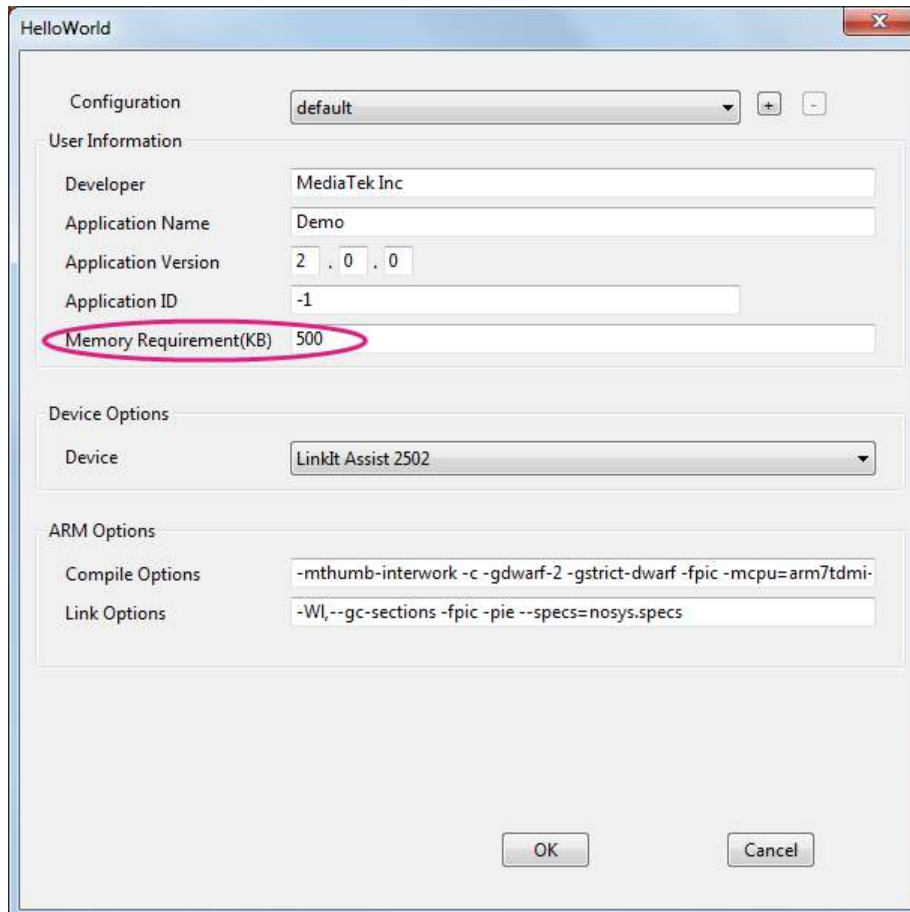 HelloWorld
Configuration default + -
User Information
Developer MediaTek Inc
Application Name Demo
Application Version 2 . 0 . 0
Application ID -1
Memory Requirement(KB) 500
Device Options
Device LinkIt Assist 2502
ARM Options
Compile Options -mthumb-interwork -c -gdwarf-2 -gstrict-dwarf -fpic -mcpu=arm7tdmi-
Link Options -Wl,--gc-sections -fpic -pie --specs=nosys.specs
OK Cancel